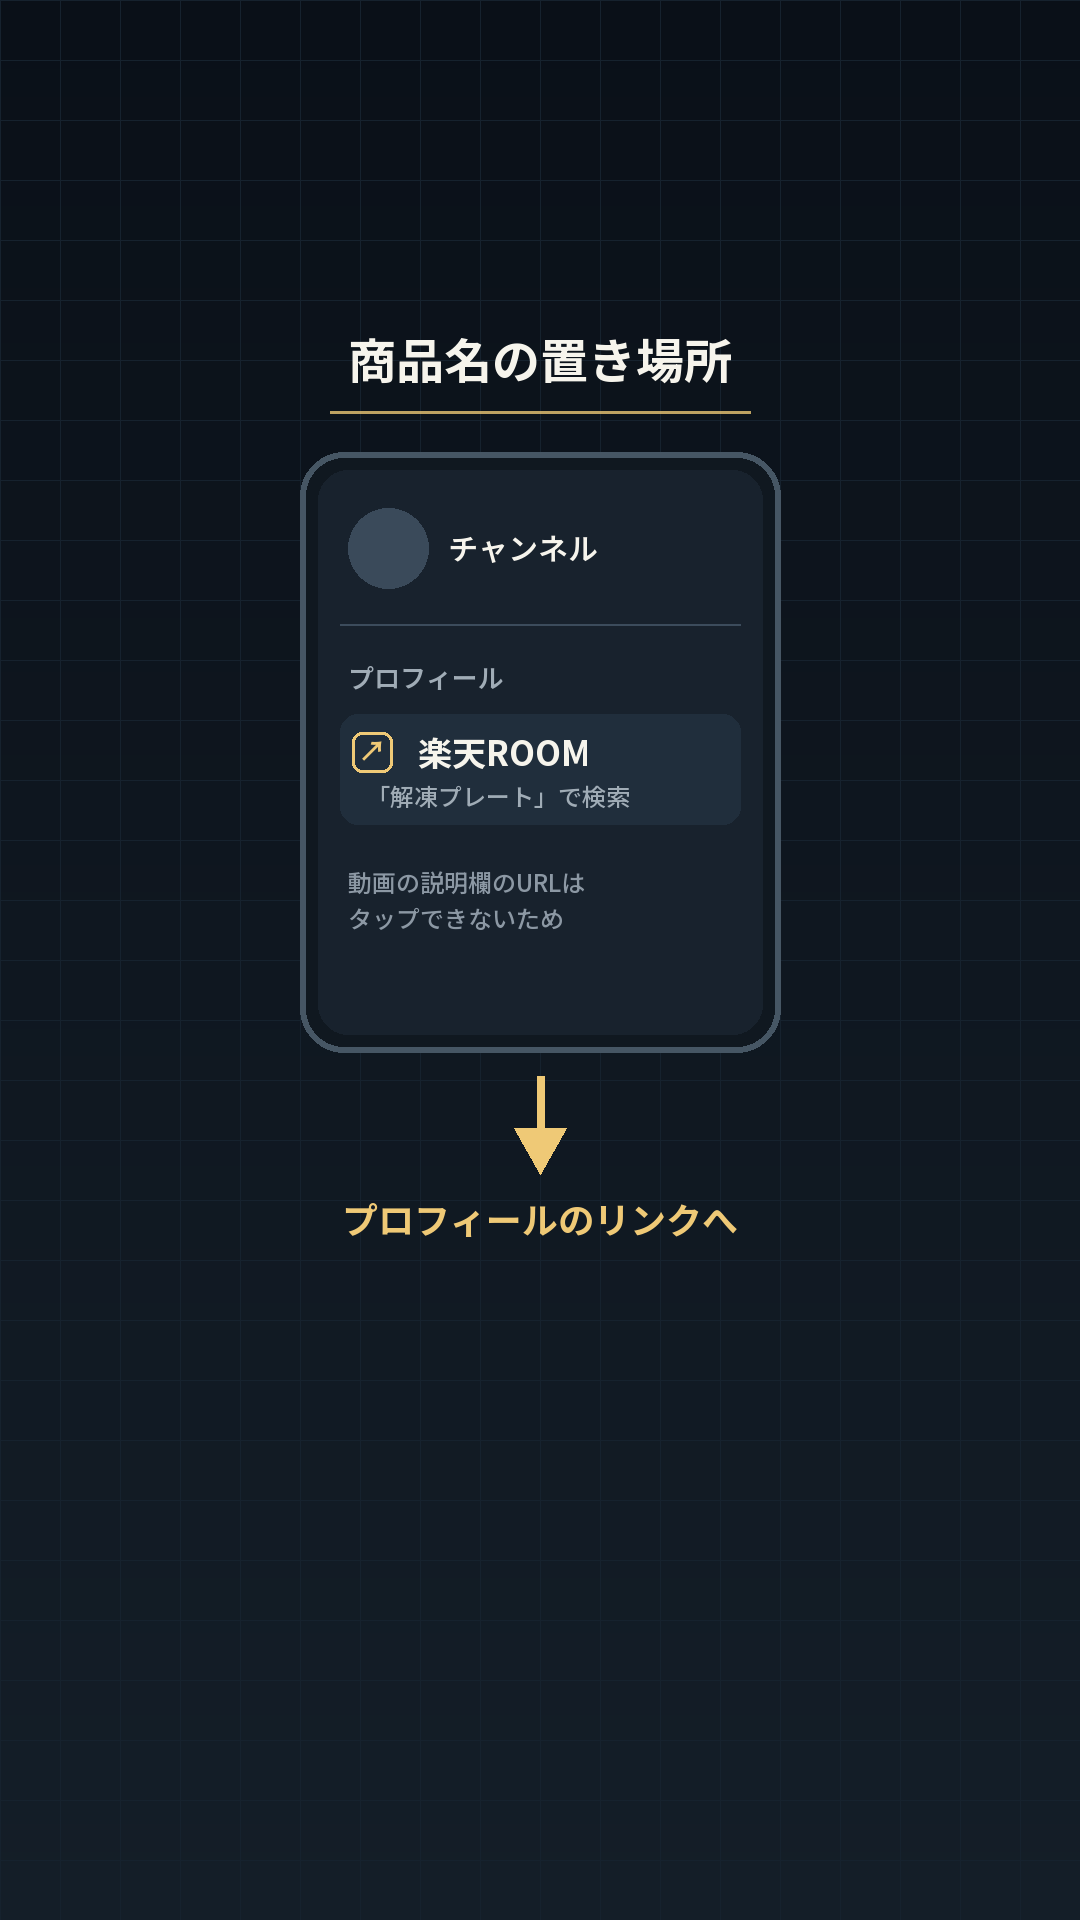 商品名の置き場所
チャンネル
プロフィール
楽天ROOM
「解凍プレート」で検索
動画の説明欄のURLは
タップできないため
プロフィールのリンクへ